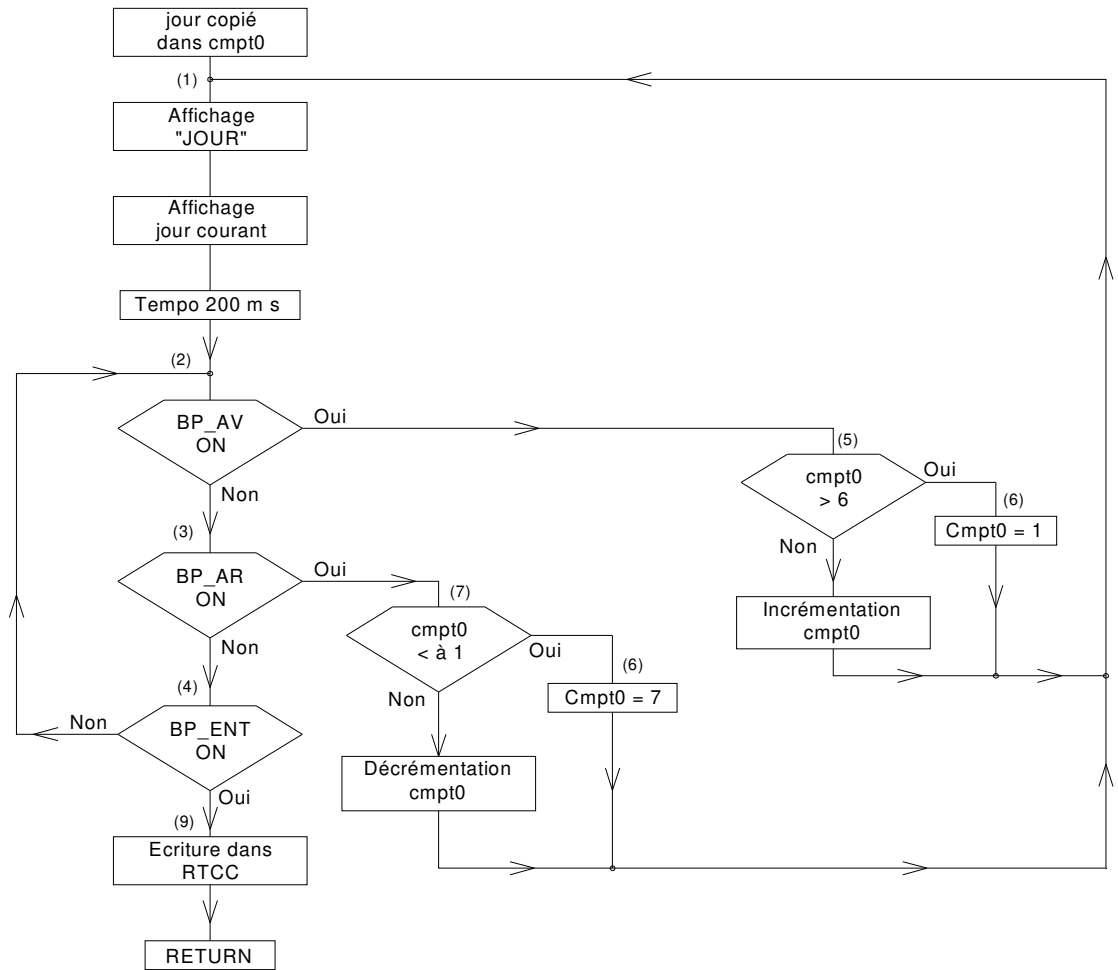 jour copié
dans cmpt0
(1)
Affichage
"JOUR"
Affichage
jour courant
Tempo 200 m s
(2)
BP_AV
ON
Oui
Non
(5)
cmpt0
> 6
Oui
Non
(6)
Cmpt0 = 1
Incrémentation
cmpt0
(3)
BP_AR
ON
Oui
Non
(7)
cmpt0
< à 1
Oui
Non
(6)
Cmpt0 = 7
Décrémentation
cmpt0
(4)
BP_ENT
ON
Non
Oui
(9)
Ecriture dans
RTCC
RETURN